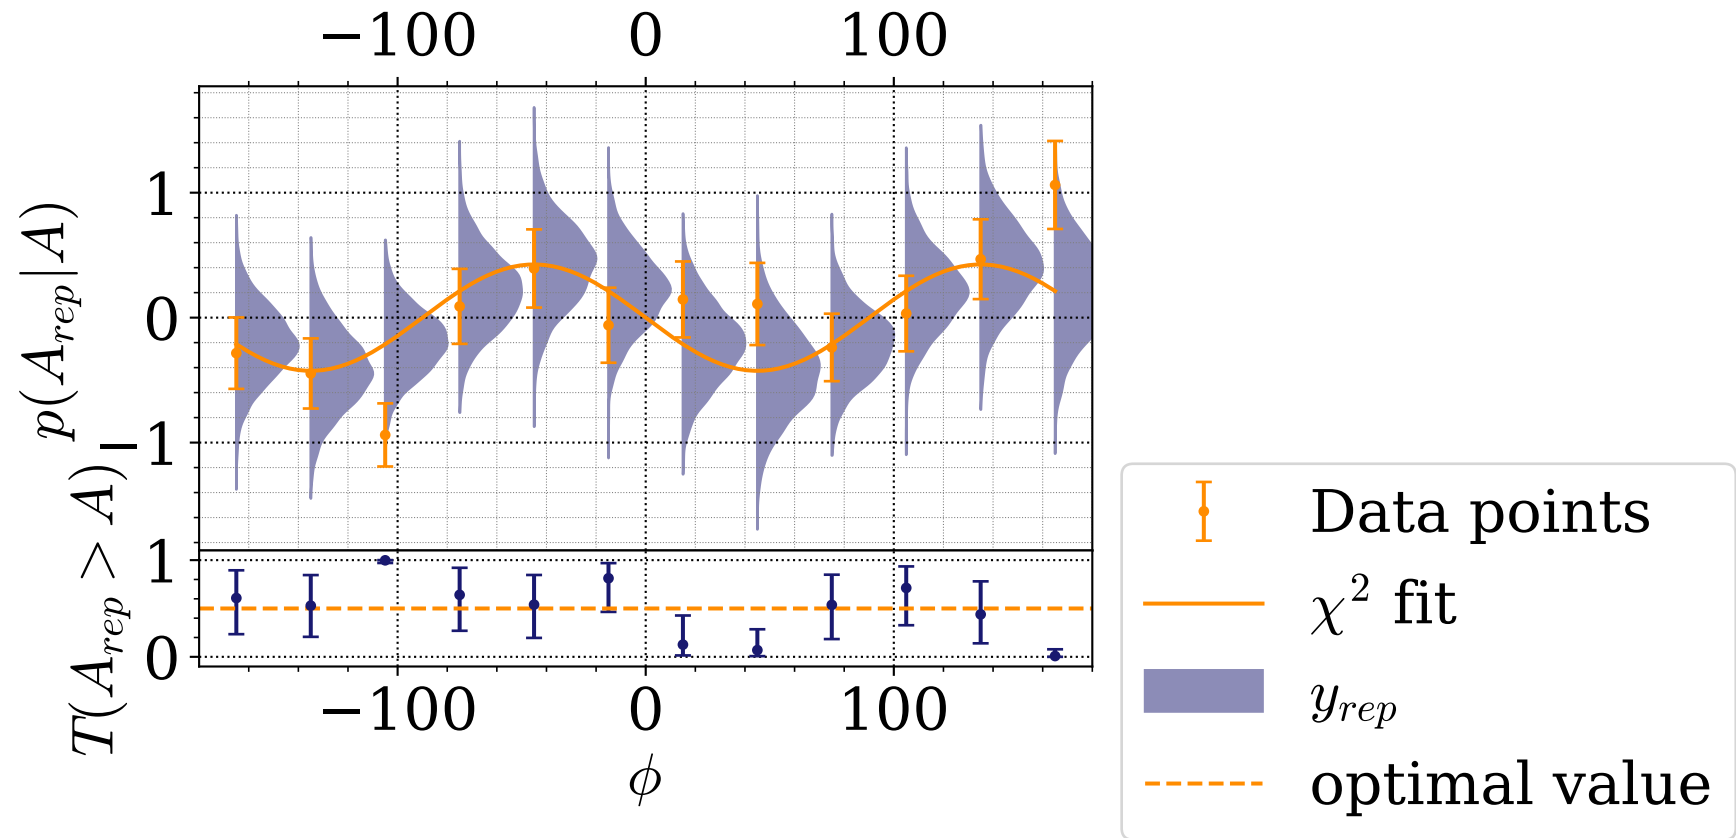 −100 0 100
p(A_rep|A)
1
0
−1
T(A_rep > A)
1
0
−100 0 100
ϕ
Data points
χ² fit
y_rep
optimal value